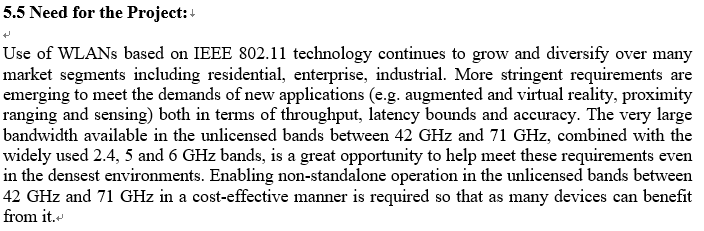 5.5 Need for the Project:
Use of WLANs based on IEEE 802.11 technology continues to grow and diversify over many
market segments including residential, enterprise, industrial. More stringent requirements are
emerging to meet the demands of new applications (e.g. augmented and virtual reality, proximity
ranging and sensing) both in terms of throughput, latency bounds and accuracy. The very large
bandwidth available in the unlicensed bands between 42 GHz and 71 GHz, combined with the
widely used 2.4, 5 and 6 GHz bands, is a great opportunity to help meet these requirements even
in the densest environments. Enabling non-standalone operation in the unlicensed bands between
42 GHz and 71 GHz in a cost-effective manner is required so that as many devices can benefit
from it.